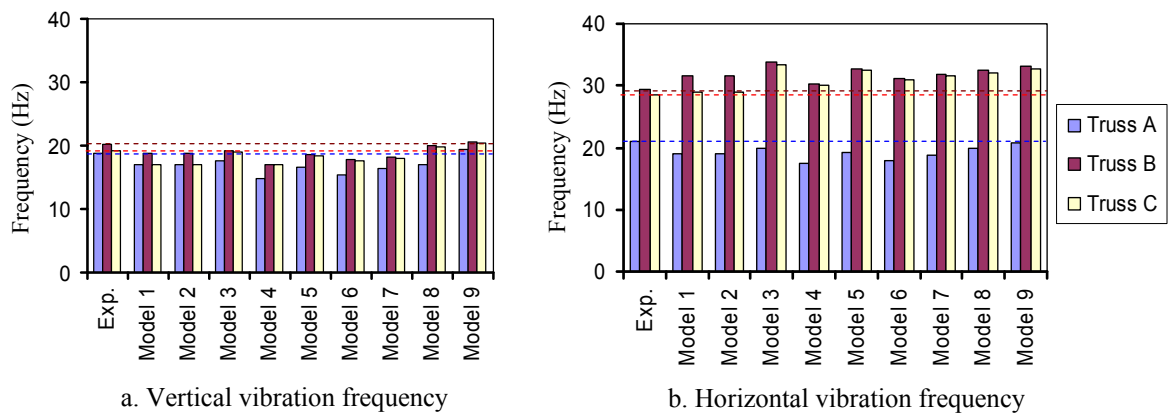 Frequency (Hz)
40
30
20
10
0
Exp.
Model 1
Model 2
Model 3
Model 4
Model 5
Model 6
Model 7
Model 8
Model 9
a. Vertical vibration frequency
Frequency (Hz)
40
30
20
10
0
Exp.
Model 1
Model 2
Model 3
Model 4
Model 5
Model 6
Model 7
Model 8
Model 9
b. Horizontal vibration frequency
Truss A
Truss B
Truss C